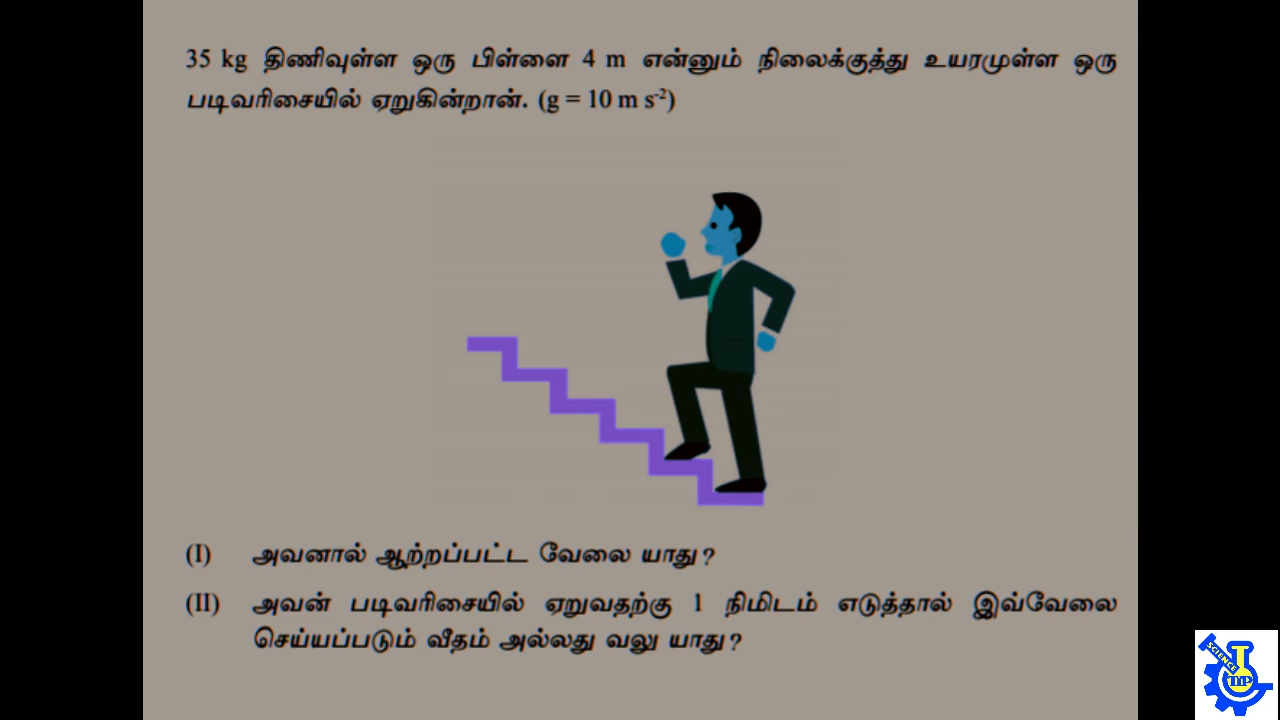 35 kg திணிவுள்ள ஒரு பிள்ளை 4 m என்னும் நிலைக்குத்து உயரமுள்ள ஒரு
படிவரிசையில் ஏறுகின்றான். (g = 10 m s⁻²)
(I) அவனால் ஆற்றப்பட்ட வேலை யாது?
(II) அவன் படிவரிசையில் ஏறுவதற்கு 1 நிமிடம் எடுத்தால் இவ்வேலை
செய்யப்படும் வீதம் அல்லது வலு யாது?
SCIENCE